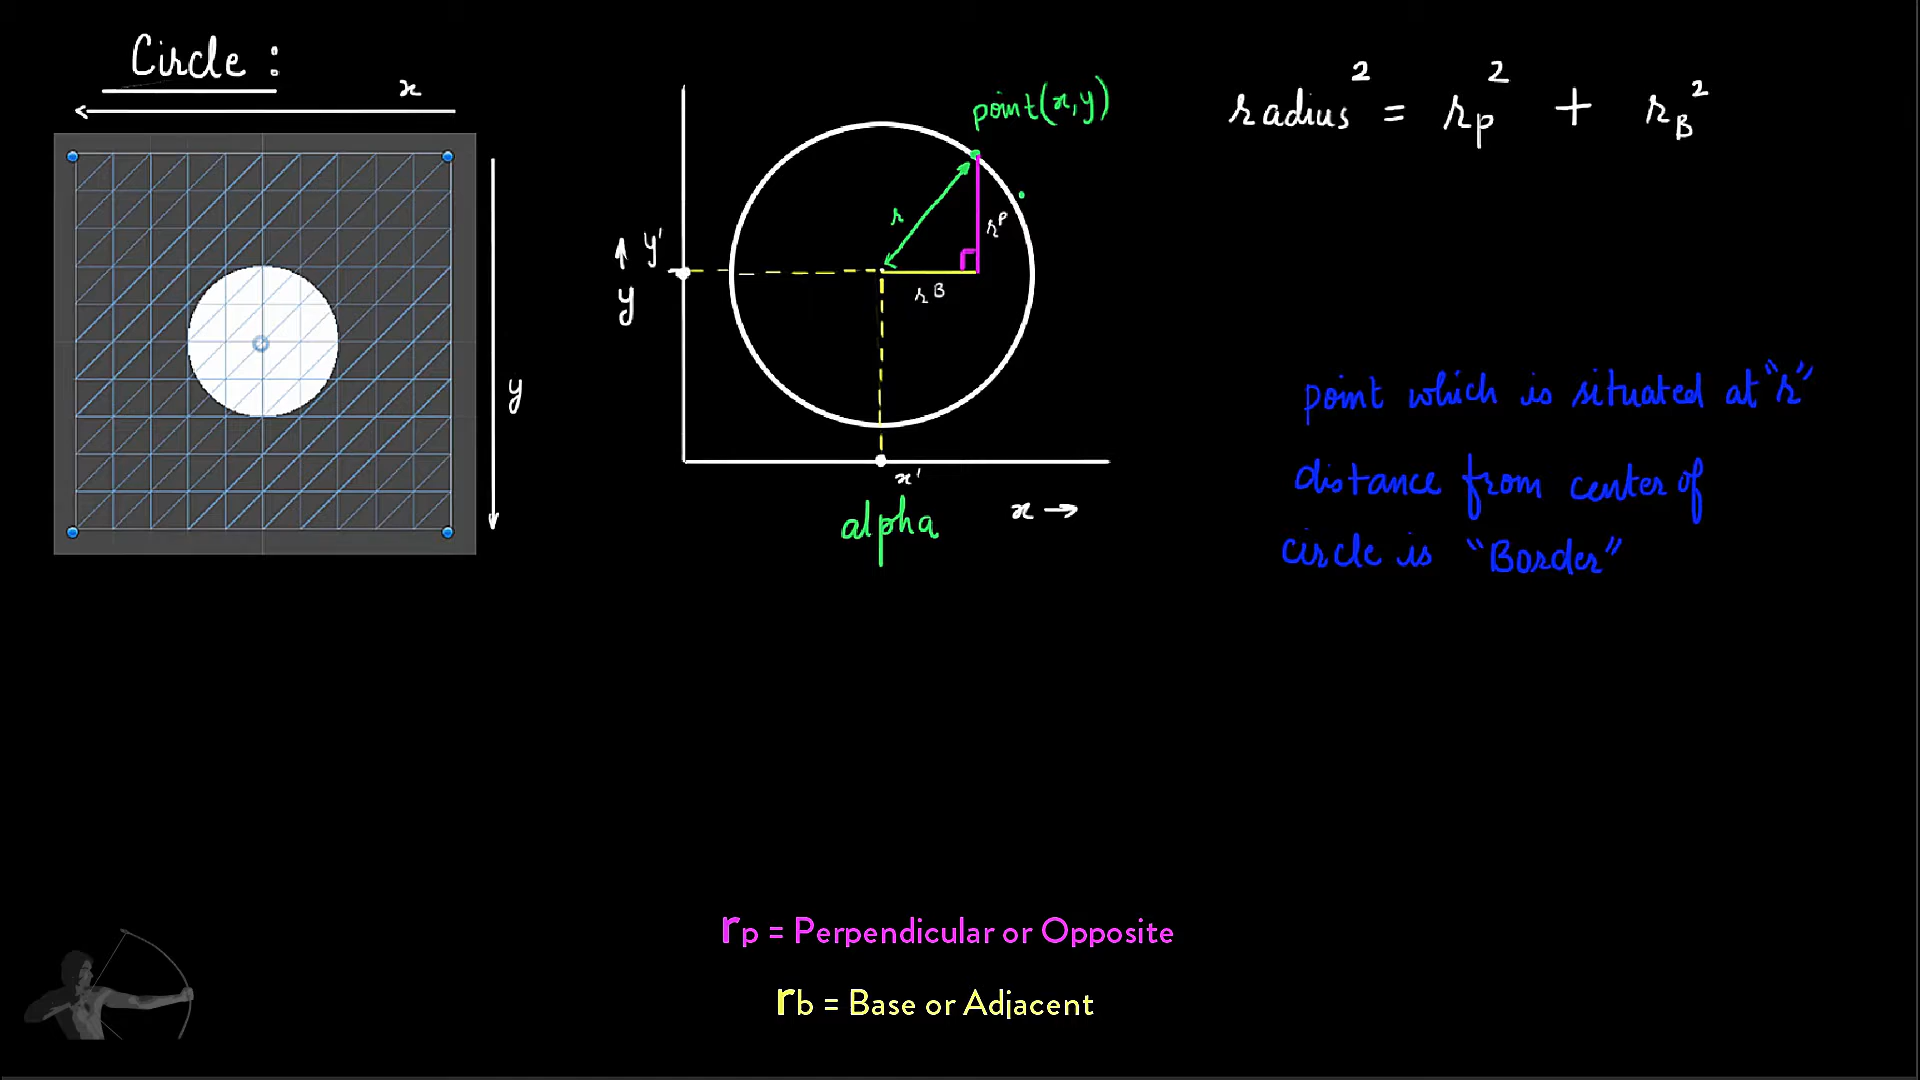 Circle :
x
y
point(x,y)
r
rP
rB
y'
y
x'
alpha
x →
radius² = rP² + rB²
point which is situated at "r"
distance from center of
circle is "Border"
rp = Perpendicular or Opposite
rb = Base or Adjacent